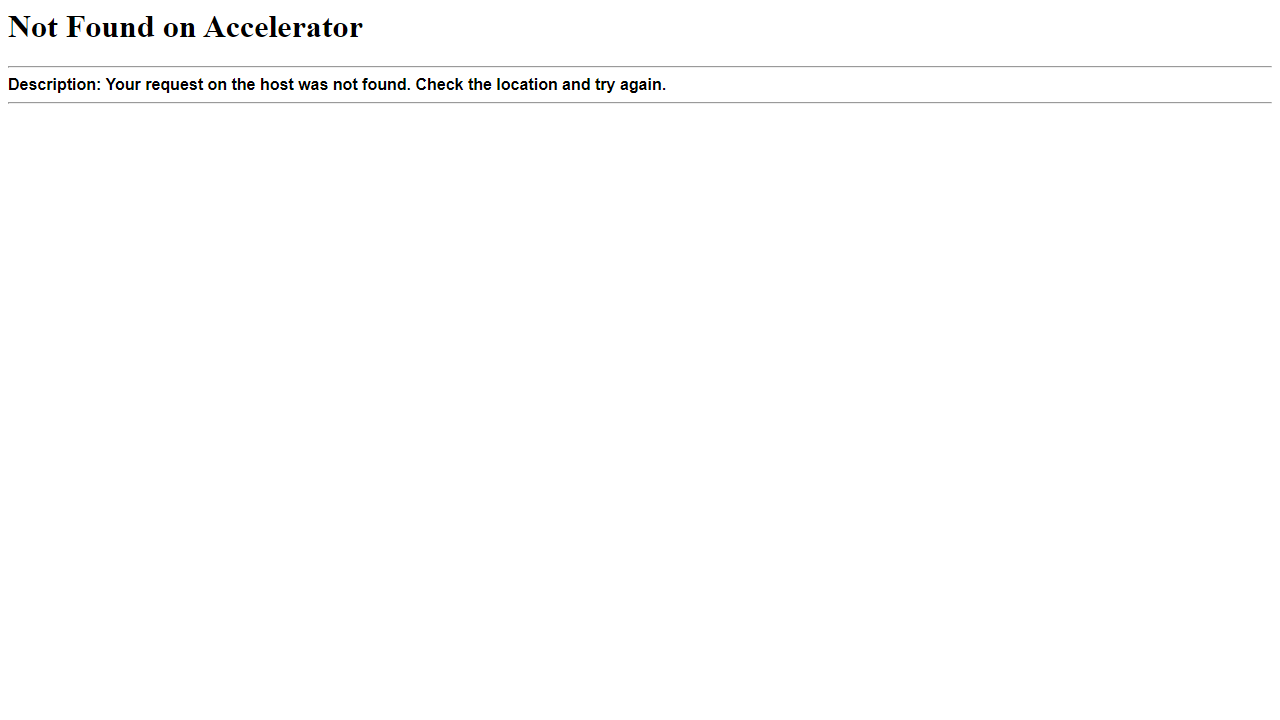 Not Found on Accelerator
Description: Your request on the host was not found. Check the location and try again.